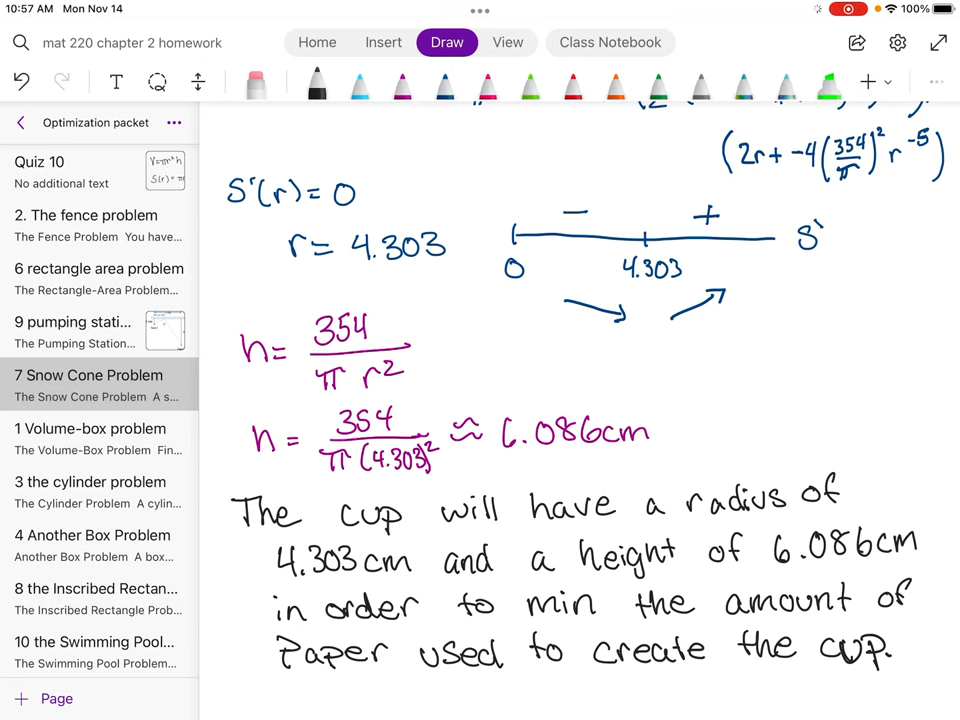 10:57 AM Mon Nov 14
100%
mat 220 chapter 2 homework
Home Insert Draw View Class Notebook
T
Optimization packet
Quiz 10
No additional text
V=πr²h
2. The fence problem
The Fence Problem You have...
6 rectangle area problem
The Rectangle-Area Problem...
9 pumping stati...
The Pumping Station...
7 Snow Cone Problem
The Snow Cone Problem A s...
1 Volume-box problem
The Volume-Box Problem Fin...
3 the cylinder problem
The Cylinder Problem A cylin...
4 Another Box Problem
Another Box Problem A box...
8 the Inscribed Rectan...
The Inscribed Rectangle Prob...
10 the Swimming Pool...
The Swimming Pool Problem...
+ Page
(2r + -4(354/π)² r⁻⁵)
S'(r) = 0
r = 4.303
− +
S'
0 4.303
h = 354 / π r²
h = 354 / π (4.303)² ≈ 6.086cm
The cup will have a radius of
4.303cm and a height of 6.086cm
in order to min the amount of
Paper used to create the cup.